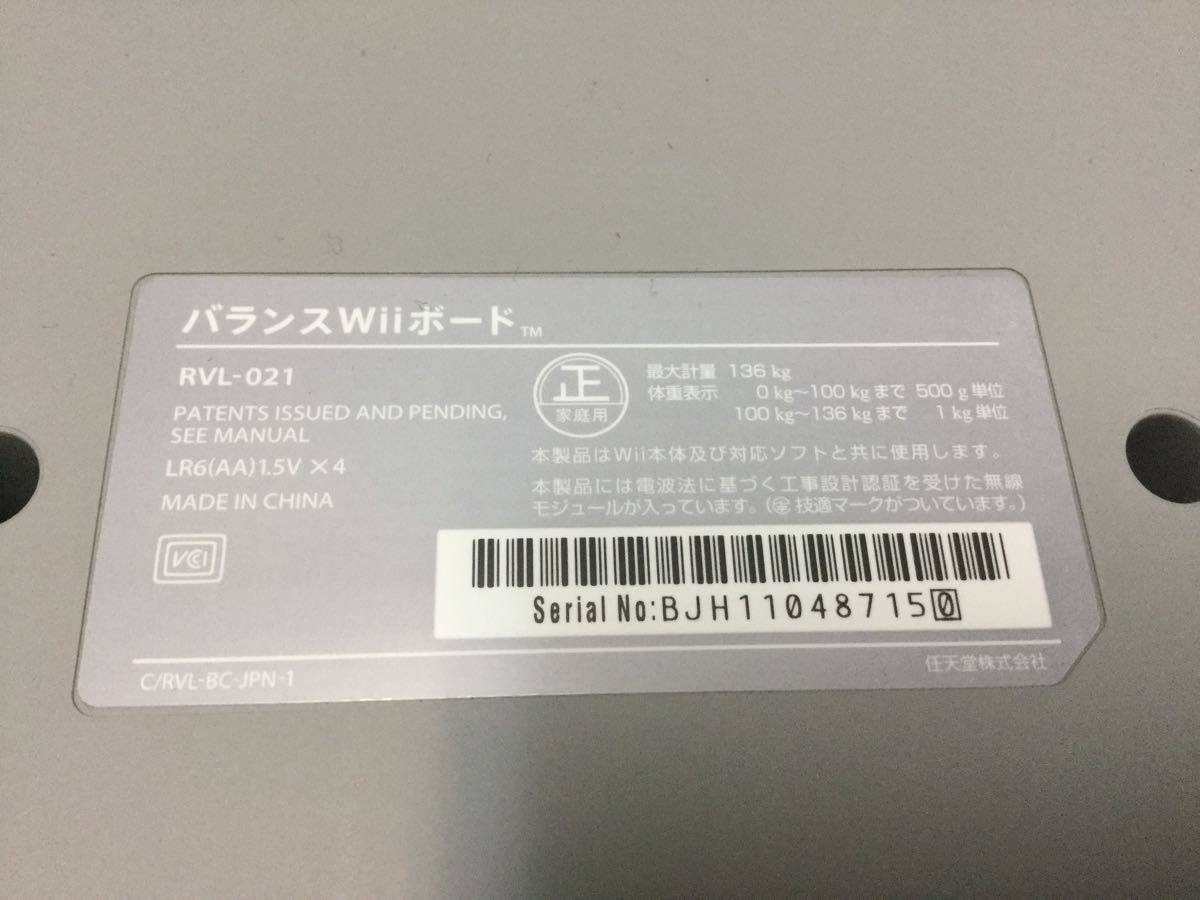 バランスWiiボード™
RVL-021
PATENTS ISSUED AND PENDING,
SEE MANUAL
LR6(AA)1.5V ×4
MADE IN CHINA
VCI
正
家庭用
最大計量 136 kg
体重表示 0 kg～100 kg まで 500 g 単位
100 kg～136 kg まで 1 kg 単位
本製品はWii本体及び対応ソフトと共に使用します。
本製品には電波法に基づく工事設計認証を受けた無線
モジュールが入っています。(技適マークがついています。)
Serial No:BJH110487150
任天堂株式会社
C/RVL-BC-JPN-1